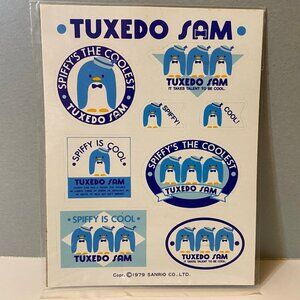 • TUXEDO SAM •
SPIFFY'S THE COOLEST
TUXEDO SAM
TUXEDO SAM
IT TAKES TALENT TO BE COOL.
SPIFFY!
COOL!
SPIFFY IS COOL
TUXEDO SAM
SPIFFY'S THE COOLEST
TUXEDO SAM
• SPIFFY IS COOL •
TUXEDO SAM
TUXEDO SAM
IT TAKES TALENT TO BE COOL.
Copr. ©1979 SANRIO CO., LTD.